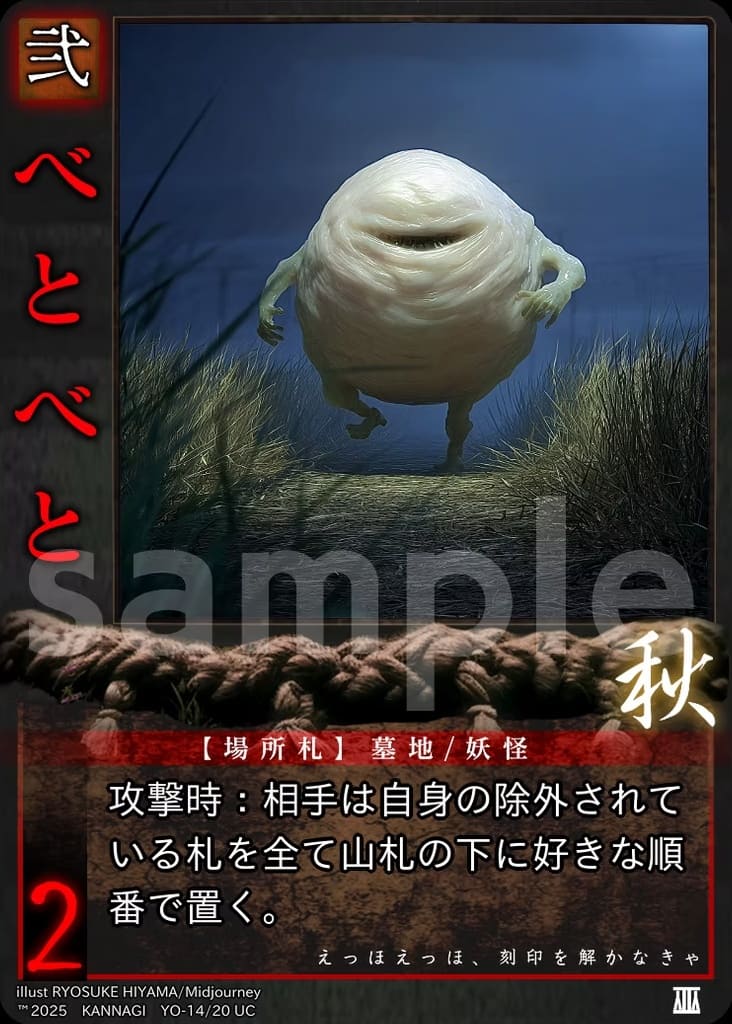 弐
べとべと
sample
秋
【場所札】墓地/妖怪
攻撃時：相手は自身の除外されて
いる札を全て山札の下に好きな順
番で置く。
2
えっほえっほ、刻印を解かなきゃ
illust RYOSUKE HIYAMA/Midjourney
™2025 KANNAGI YO-14/20 UC